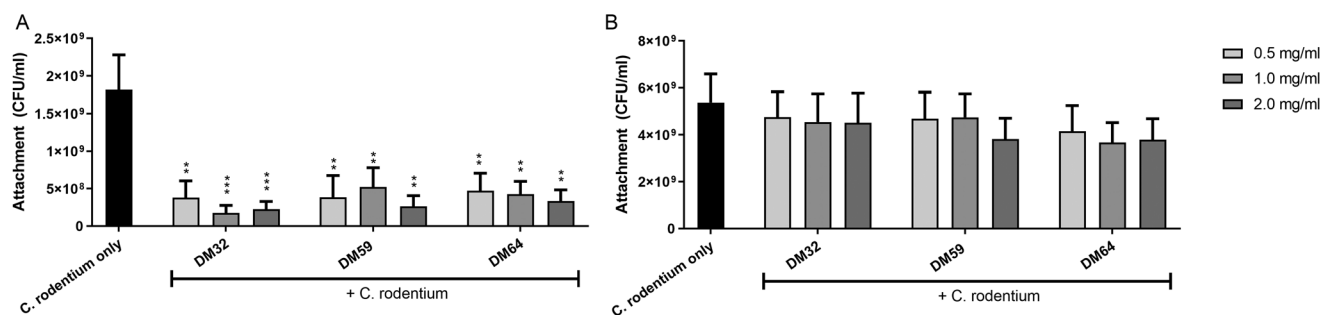 A
Attachment (CFU/ml)
2.5×10⁹
2×10⁹
1.5×10⁹
1×10⁹
5×10⁸
0
**
***
***
**
**
**
**
**
**
C. rodentium only
DM32
DM59
DM64
+ C. rodentium
B
Attachment (CFU/ml)
8×10⁹
6×10⁹
4×10⁹
2×10⁹
0
C. rodentium only
DM32
DM59
DM64
+ C. rodentium
0.5 mg/ml
1.0 mg/ml
2.0 mg/ml